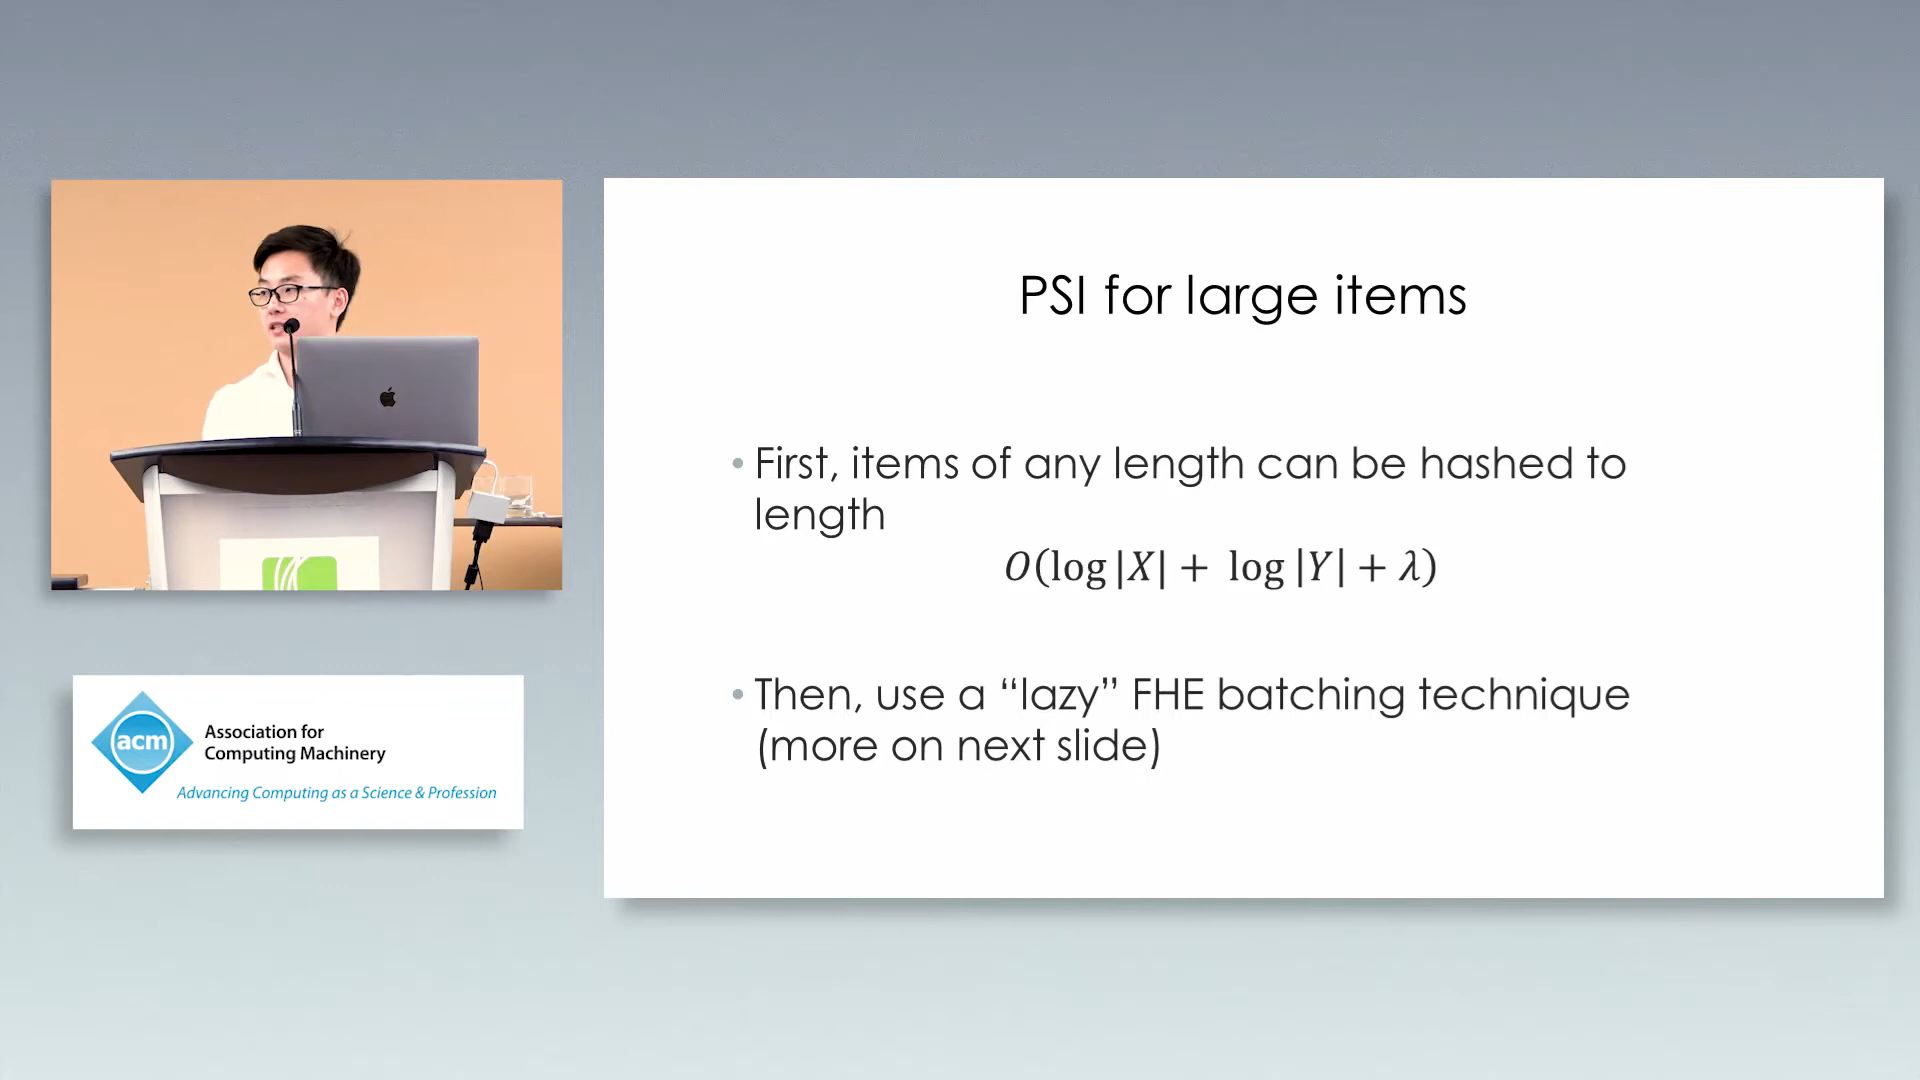 PSI for large items
• First, items of any length can be hashed to
length
O(log |X| + log |Y| + λ)
• Then, use a “lazy” FHE batching technique
(more on next slide)
acm
Association for
Computing Machinery
Advancing Computing as a Science & Profession